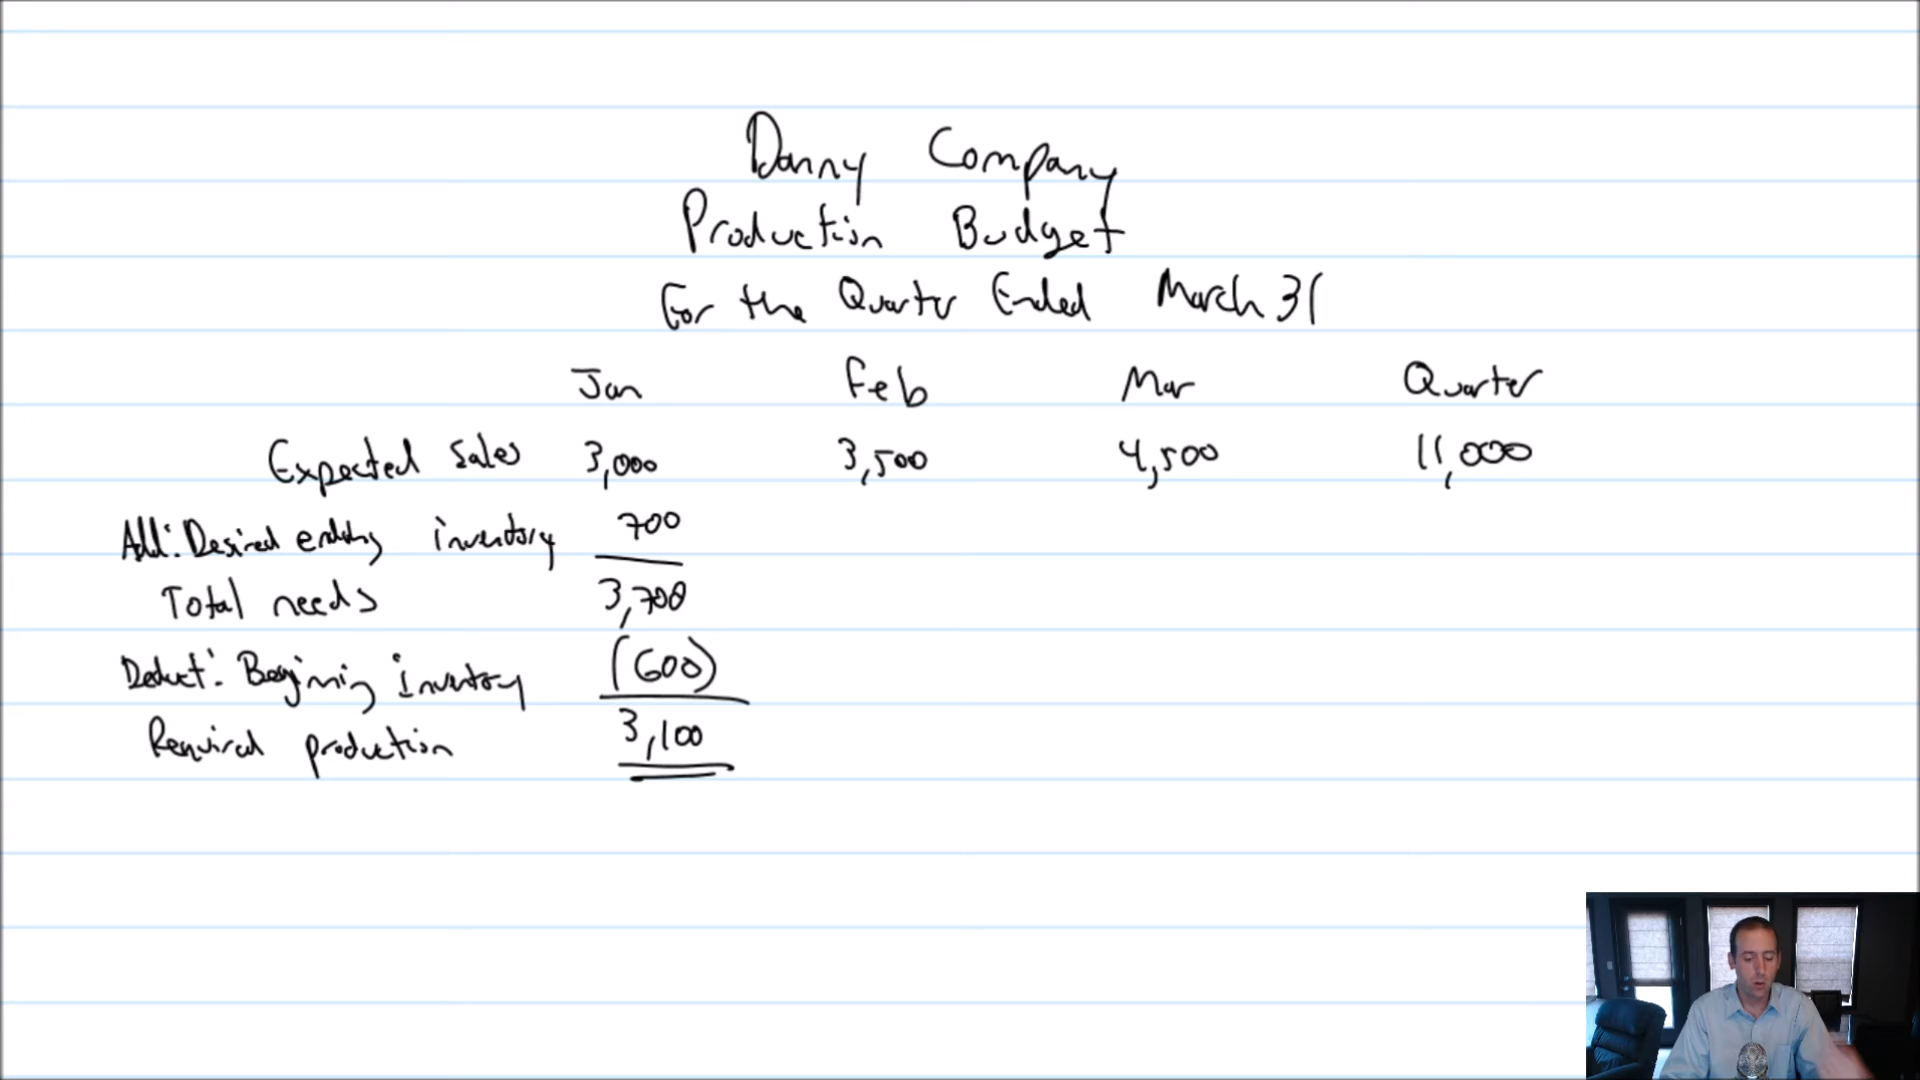 Danny Company
Production Budget
For the Quarter Ended March 31
Jan Feb Mar Quarter
Expected Sales 3,000 3,500 4,500 11,000
Add: Desired ending inventory 700
Total needs 3,700
Deduct: Beginning inventory (600)
Required production 3,100